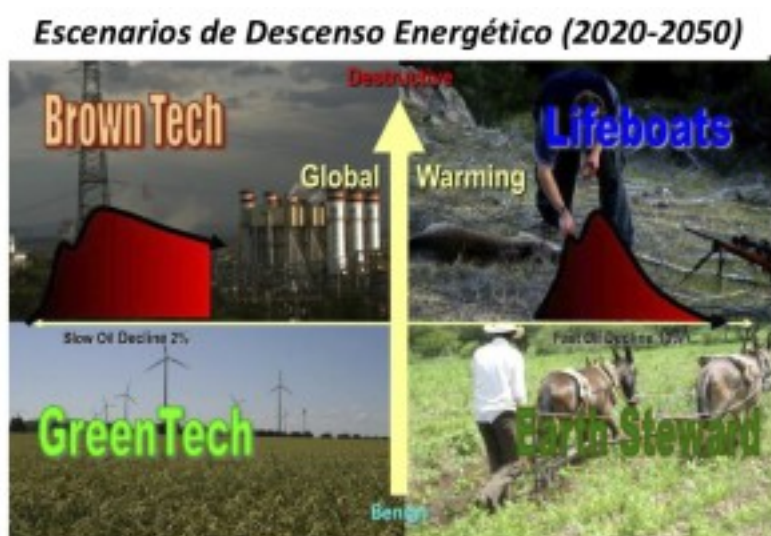 Escenarios de Descenso Energético (2020-2050)
Destructive
Brown Tech
Lifeboats
Global Warming
Slow Oil Decline 2%
Fast Oil Decline
GreenTech
Earth Steward
Benign